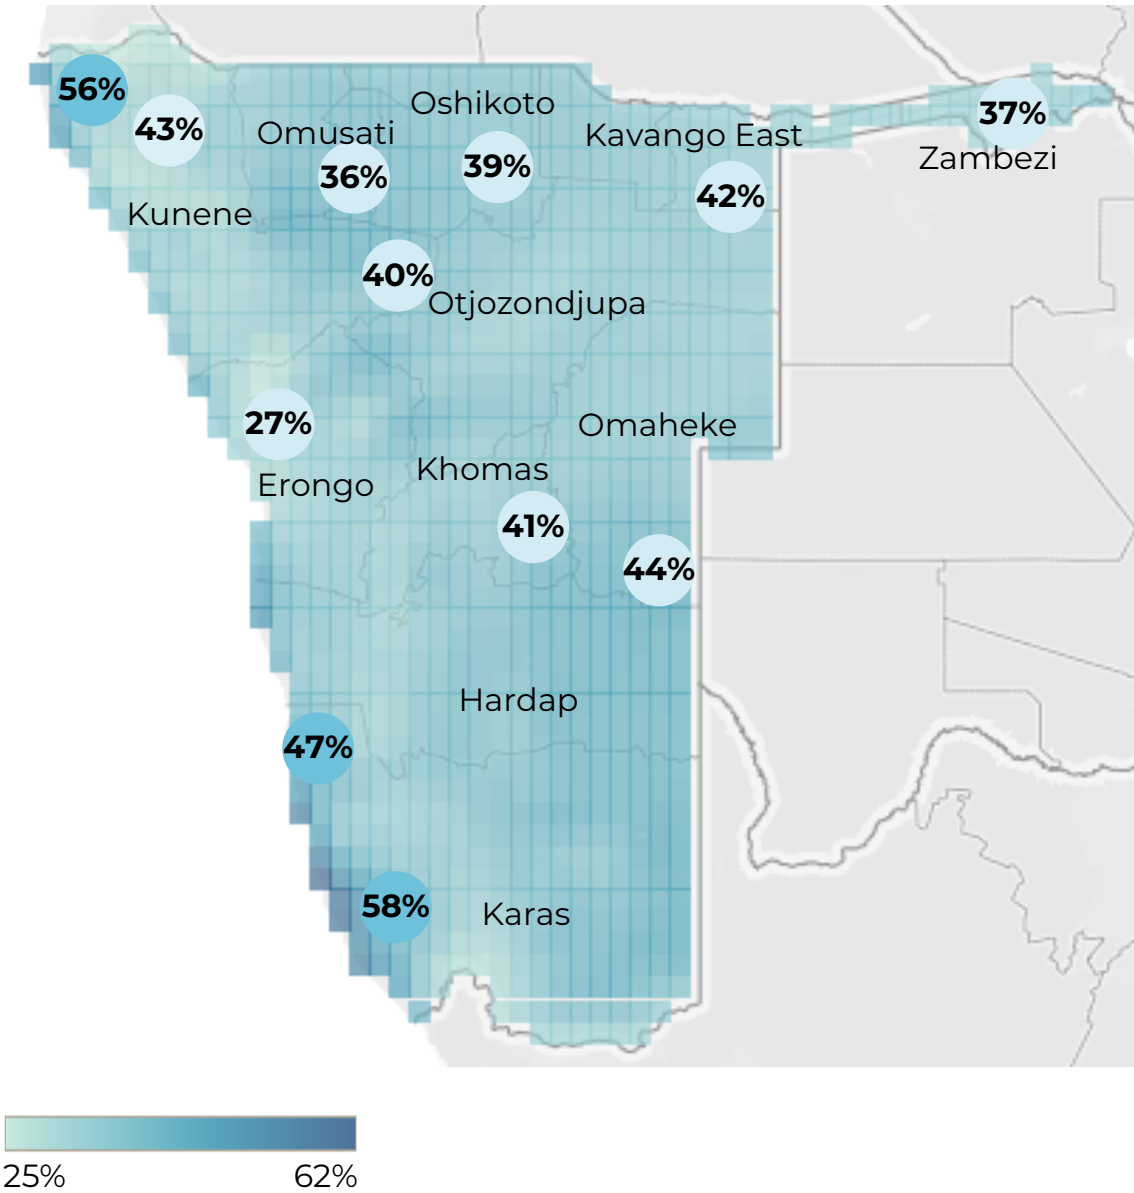 56%
Oshikoto
43%
Omusati
Kavango East
37%
Zambezi
36%
39%
42%
Kunene
40%
Otjozondjupa
27%
Omaheke
Erongo
Khomas
41%
44%
Hardap
47%
58%
Karas
25%
62%